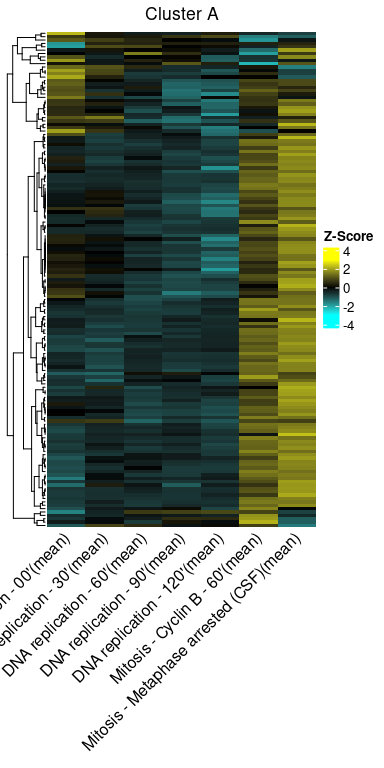 Cluster A
Z-Score
4
2
0
-2
-4
00'(mean)
replication - 30'(mean)
DNA replication - 60'(mean)
DNA replication - 90'(mean)
DNA replication - 120'(mean)
Mitosis - Cyclin B - 60'(mean)
Mitosis - Metaphase arrested (CSF)(mean)